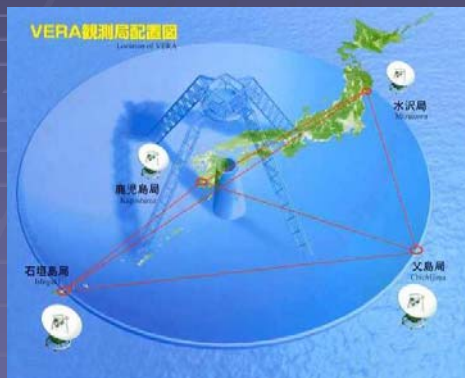 VERA観測局配置図
Location of VERA
水沢局
Mizusawa
鹿児島局
Kagoshima
石垣島局
Ishigaki
父島局
Chichijima